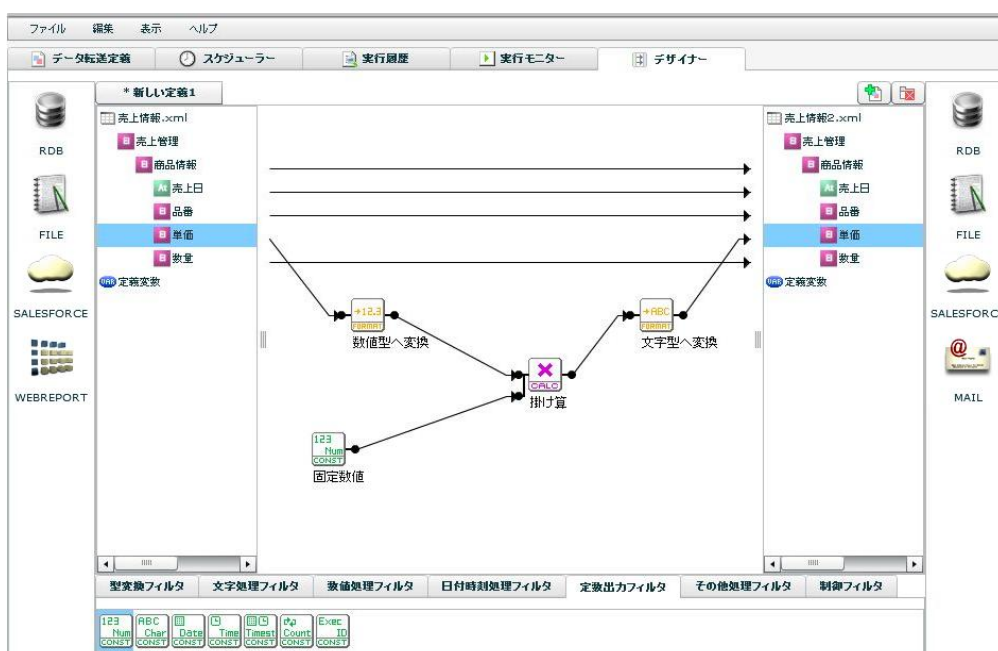 ファイル 編集 表示 ヘルプ
データ転送定義 スケジューラー 実行履歴 実行モニター デザイナー
* 新しい定義1
RDB
FILE
SALESFORCE
WEBREPORT
売上情報.xml
B 売上管理
B 商品情報
At 売上日
B 品番
B 単価
B 数量
VAR 定義変数
→12.3
FORMAT
数値型へ変換
123
Num
CONST
固定数値
CALC
掛け算
→ABC
FORMAT
文字型へ変換
売上情報2.xml
B 売上管理
B 商品情報
At 売上日
B 品番
B 単価
B 数量
VAR 定義変数
RDB
FILE
SALESFORC
MAIL
型変換フィルタ 文字処理フィルタ 数値処理フィルタ 日付時刻処理フィルタ 定数出力フィルタ その他処理フィルタ 制御フィルタ
123 Num CONST
ABC Char CONST
Date CONST
Time CONST
Timest CONST
Count CONST
Exec ID CONST